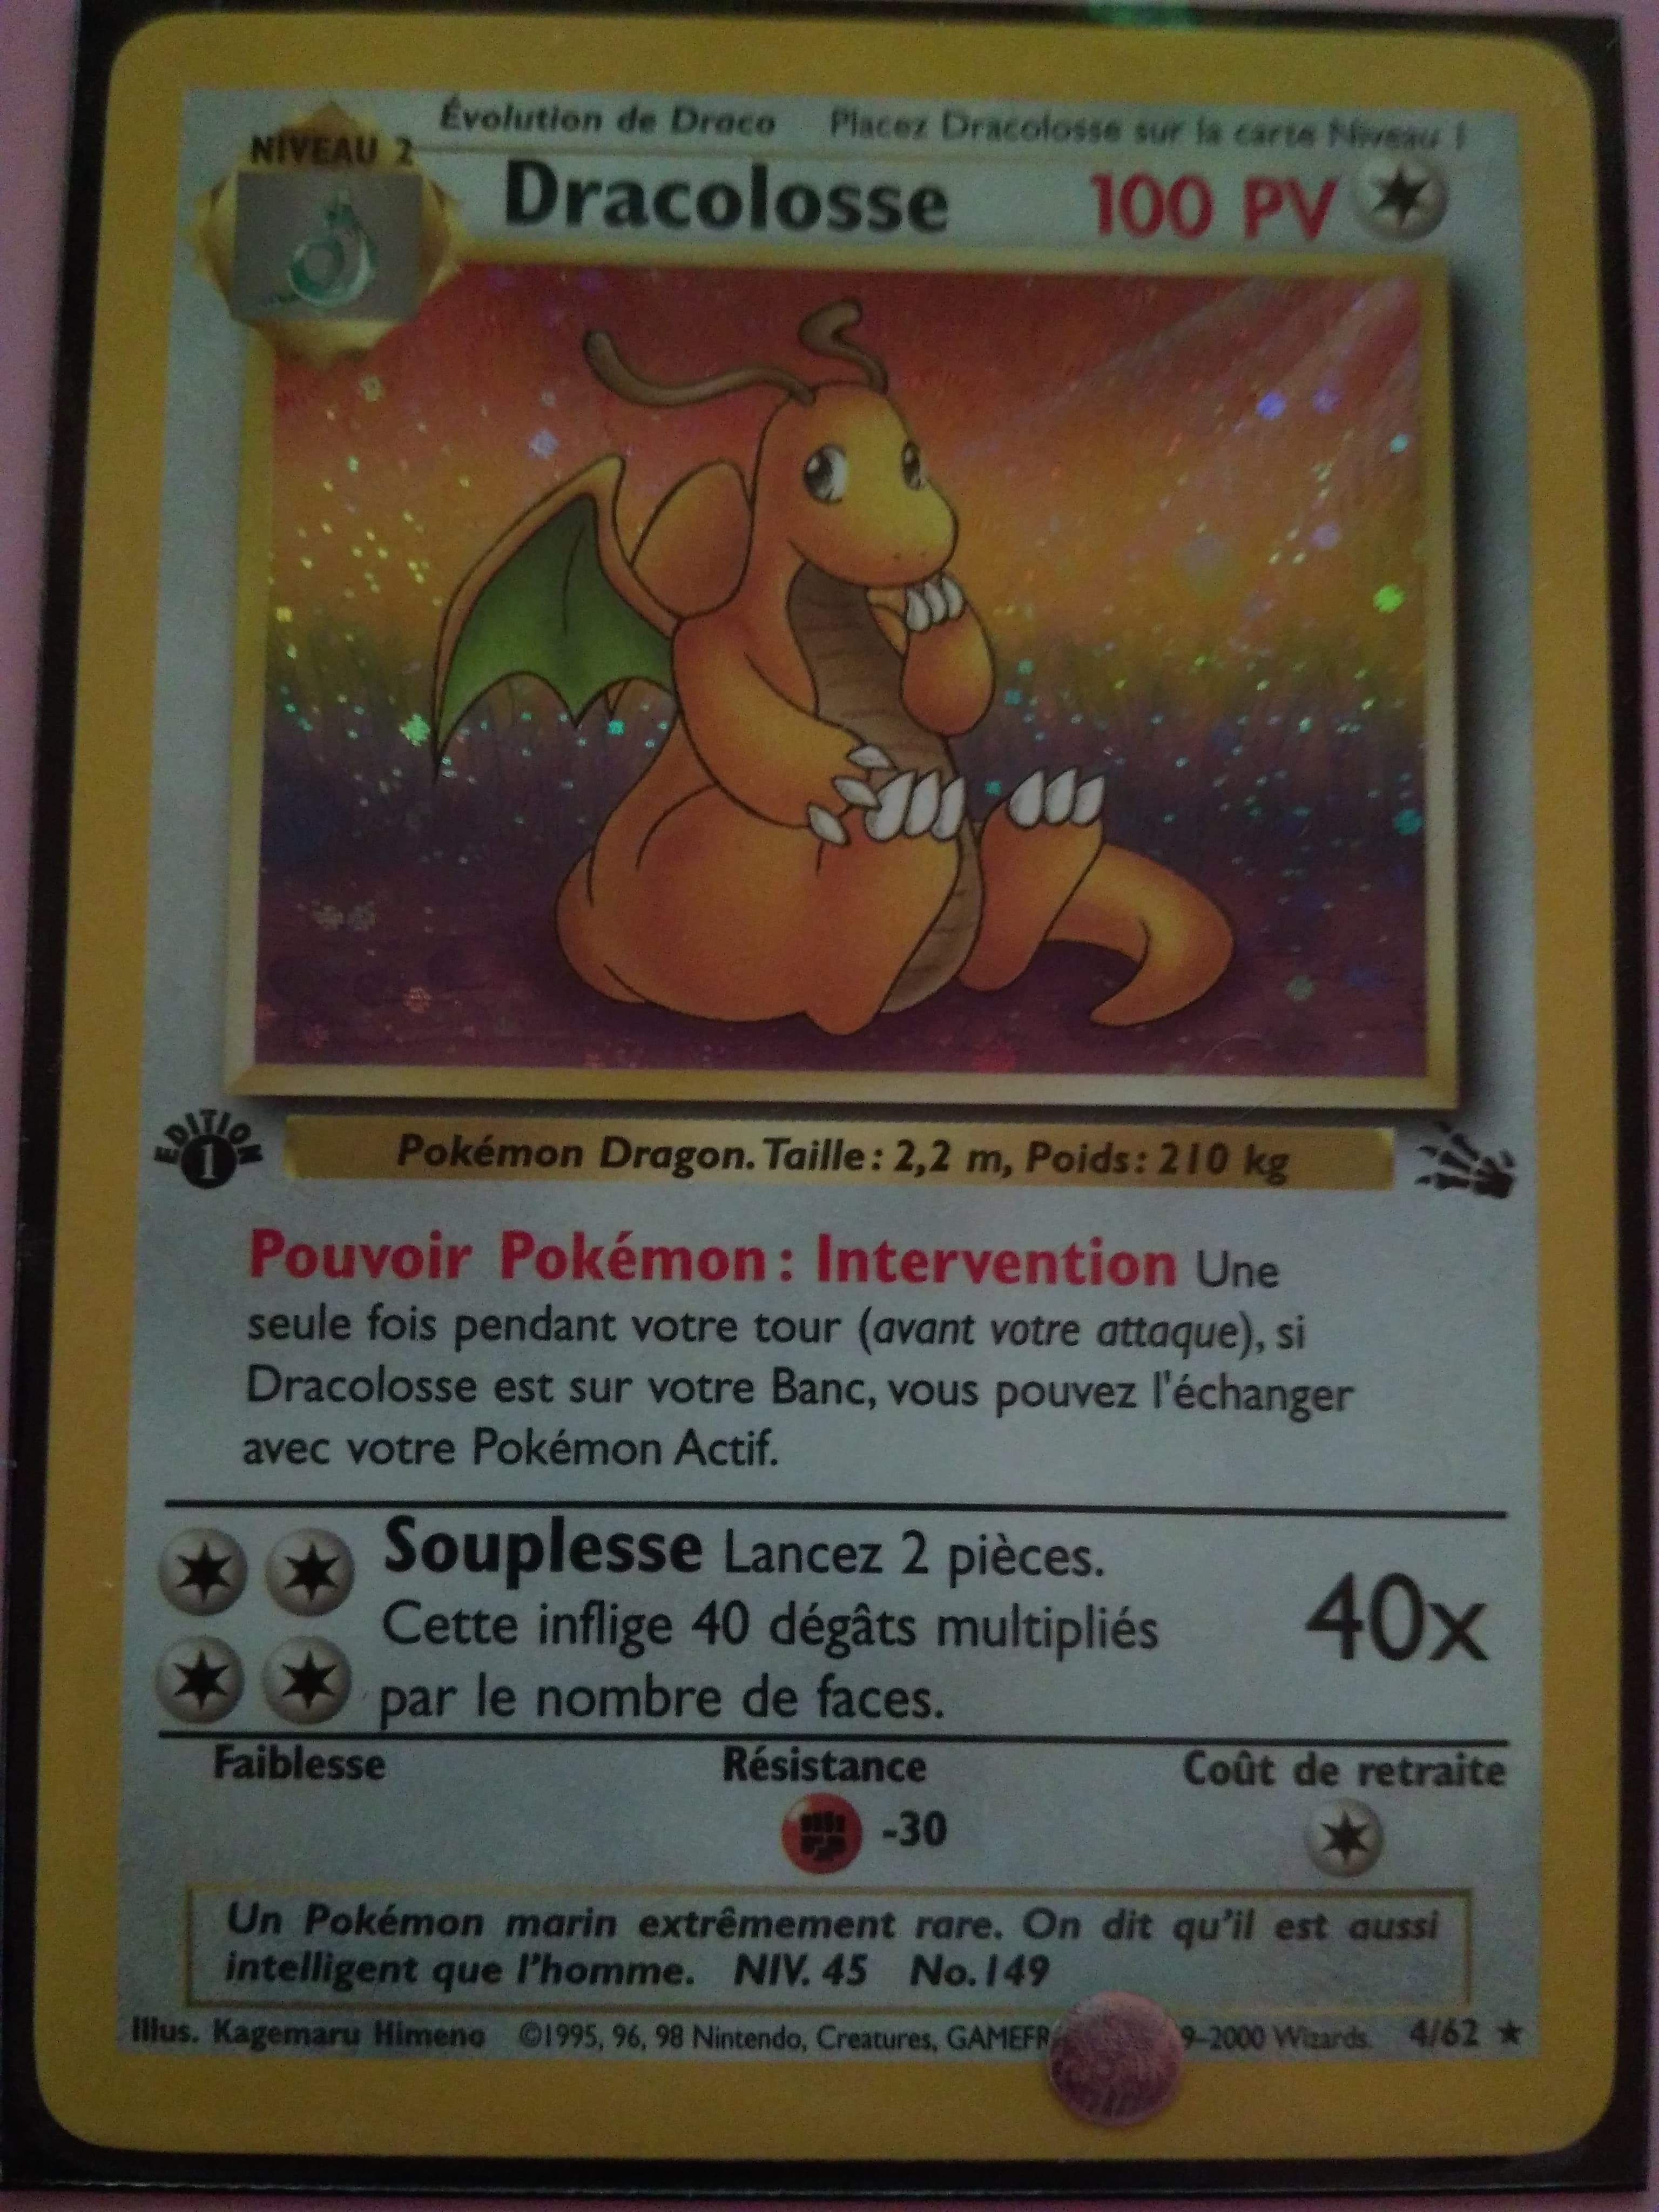 Évolution de Draco Placez Dracolosse sur la carte Niveau 1
NIVEAU 2
Dracolosse 100 PV
EDITION 1
Pokémon Dragon. Taille: 2,2 m, Poids: 210 kg
Pouvoir Pokémon: Intervention Une
seule fois pendant votre tour (avant votre attaque), si
Dracolosse est sur votre Banc, vous pouvez l'échanger
avec votre Pokémon Actif.
Souplesse Lancez 2 pièces.
Cette inflige 40 dégâts multipliés
par le nombre de faces.
40x
Faiblesse Résistance Coût de retraite
-30
Un Pokémon marin extrêmement rare. On dit qu'il est aussi
intelligent que l'homme. NIV. 45 No. 149
Illus. Kagemaru Himeno ©1995, 96, 98 Nintendo, Creatures, GAMEFR 9-2000 Wizards. 4/62